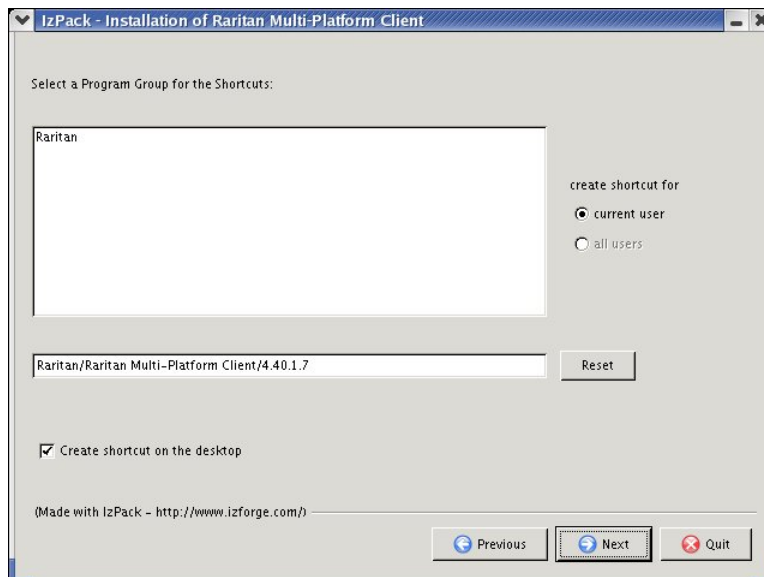 IzPack - Installation of Raritan Multi-Platform Client
Select a Program Group for the Shortcuts:
Raritan
create shortcut for
current user
all users
Raritan/Raritan Multi-Platform Client/4.40.1.7
Reset
Create shortcut on the desktop
(Made with IzPack - http://www.izforge.com/)
Previous
Next
Quit